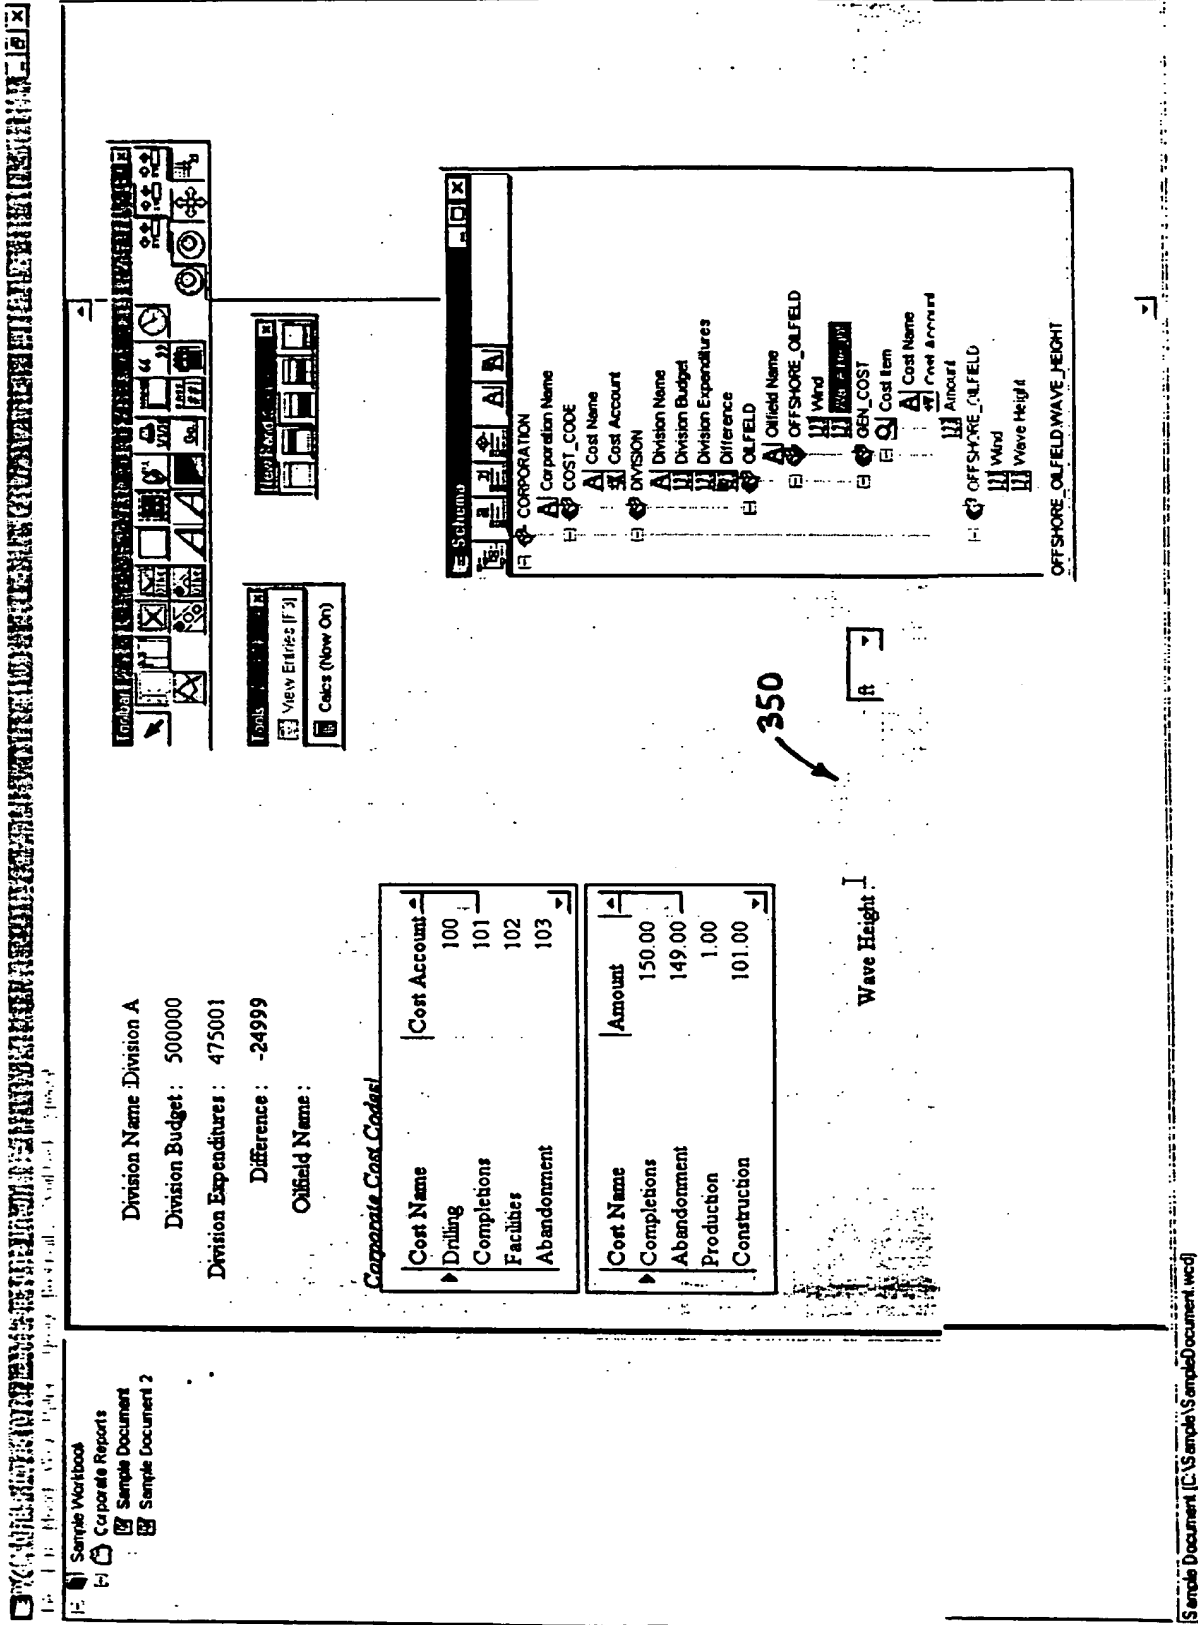 Sample Workbook
Corporate Reports
Sample Document
Sample Document 2
Division Name :Division A
Division Budget : 500000
Division Expenditures : 475001
Difference : -24999
Oilfield Name :
Corporate Cost Codes
Cost Name Cost Account
Drilling 100
Completions 101
Facilities 102
Abandonment 103
Cost Name Amount
Completions 150.00
Abandonment 149.00
Production 1.00
Construction 101.00
Wave Height :
ft
350
Tools
View Entries [F3]
Calcs (Now On)
Schema
CORPORATION
Corporation Name
COST_CODE
Cost Name
Cost Account
DIVISION
Division Name
Division Budget
Division Expenditures
Difference
OILFIELD
Oilfield Name
OFFSHORE_OILFIELD
Wind
GEN_COST
Cost Item
Cost Name
Cost Account
Amount
OFFSHORE_OILFIELD
Wind
Wave Height
OFFSHORE_OILFIELD.WAVE_HEIGHT
Sample Document [C:\Sample\SampleDocument.wcd]